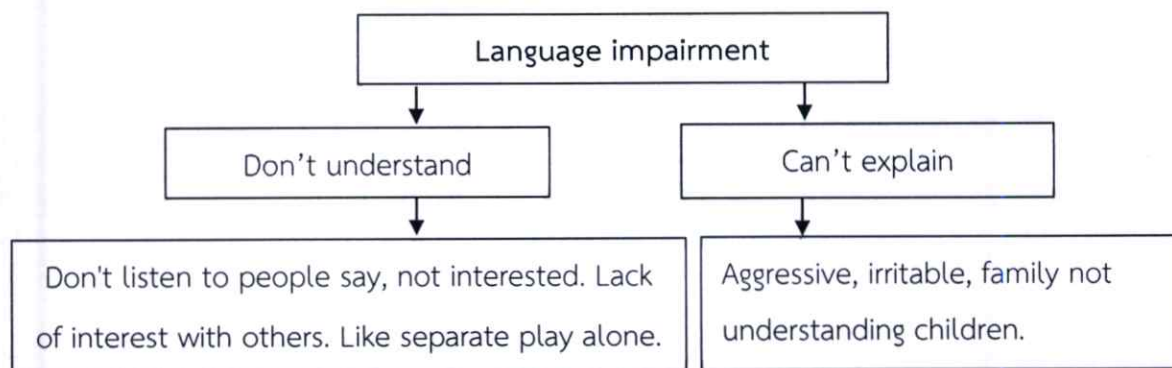 Language impairment
Don't understand
Can't explain
Don't listen to people say, not interested. Lack
of interest with others. Like separate play alone.
Aggressive, irritable, family not
understanding children.